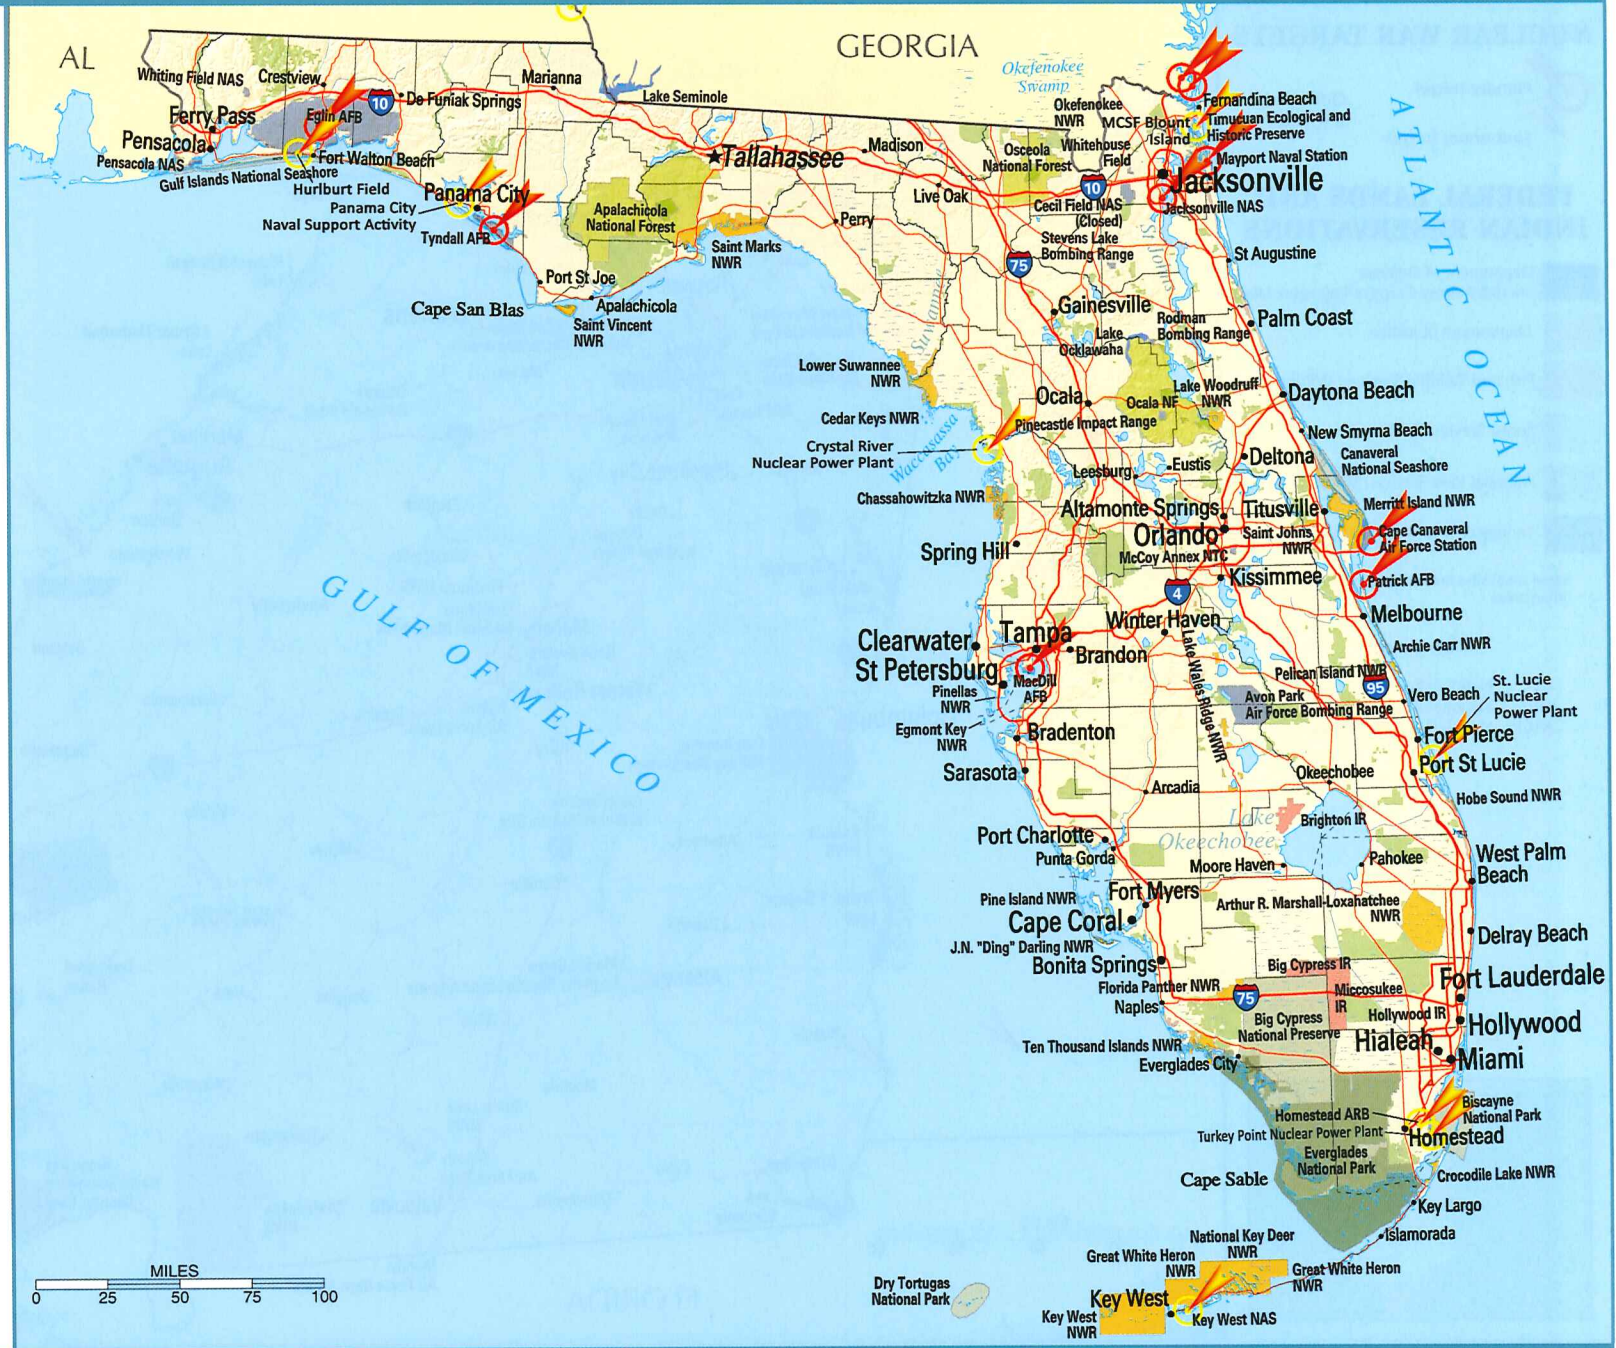 AL
GEORGIA
Okefenokee
Swamp
Whiting Field NAS
Crestview
Marianna
Lake Seminole
10
De Funiak Springs
Ferry Pass
Eglin AFB
Pensacola
Pensacola NAS
Fort Walton Beach
Gulf Islands National Seashore
Hurlburt Field
Panama City
Naval Support Activity
Panama City
Tyndall AFB
Tallahassee
Madison
Osceola
National Forest
Okefenokee
NWR
MCSF Blount
Island
Whitehouse
Field
Fernandina Beach
Timucuan Ecological and
Historic Preserve
Mayport Naval Station
Jacksonville
10
Jacksonville NAS
Cecil Field NAS
(Closed)
Live Oak
Perry
Apalachicola
National Forest
Saint Marks
NWR
Port St Joe
Cape San Blas
Apalachicola
Saint Vincent
NWR
Stevens Lake
Bombing Range
75
St Johns
St Augustine
ATLANTIC OCEAN
Suwannee
Gainesville
Lake
Ocklawaha
Rodman
Bombing Range
Palm Coast
Lower Suwannee
NWR
Ocala
Ocala NF
Lake Woodruff
NWR
Daytona Beach
Cedar Keys NWR
Pinecastle Impact Range
New Smyrna Beach
Crystal River
Nuclear Power Plant
Waccasassa
Bay
Leesburg
Eustis
Deltona
Canaveral
National Seashore
Chassahowitzka NWR
Altamonte Springs
Titusville
Merritt Island NWR
Orlando
Saint Johns
NWR
Cape Canaveral
Air Force Station
Spring Hill
McCoy Annex NTC
Kissimmee
Patrick AFB
4
GULF OF MEXICO
Clearwater
Tampa
Winter Haven
Melbourne
St Petersburg
Brandon
Lake Wales Ridge NWR
Archie Carr NWR
MacDill
AFB
Pelican Island NWR
95
Pinellas
NWR
Avon Park
Air Force Bombing Range
Vero Beach
St. Lucie
Nuclear
Power Plant
Egmont Key
NWR
Bradenton
Fort Pierce
Sarasota
Okeechobee
Port St Lucie
Arcadia
Hobe Sound NWR
Lake
Okeechobee
Brighton IR
Port Charlotte
Punta Gorda
Moore Haven
Pahokee
West Palm
Beach
Pine Island NWR
Fort Myers
Arthur R. Marshall-Loxahatchee
NWR
Cape Coral
J.N. "Ding" Darling NWR
Delray Beach
Bonita Springs
Big Cypress IR
Fort Lauderdale
Florida Panther NWR
75
Miccosukee
IR
Naples
Big Cypress
National Preserve
Hollywood IR
Hollywood
Ten Thousand Islands NWR
Hialeah
Miami
Everglades City
Homestead ARB
Biscayne
National Park
Turkey Point Nuclear Power Plant
Homestead
Everglades
National Park
Cape Sable
Crocodile Lake NWR
Key Largo
Islamorada
National Key Deer
NWR
Great White Heron
NWR
Great White Heron
NWR
Dry Tortugas
National Park
Key West
Key West
NWR
Key West NAS
MILES
0 25 50 75 100